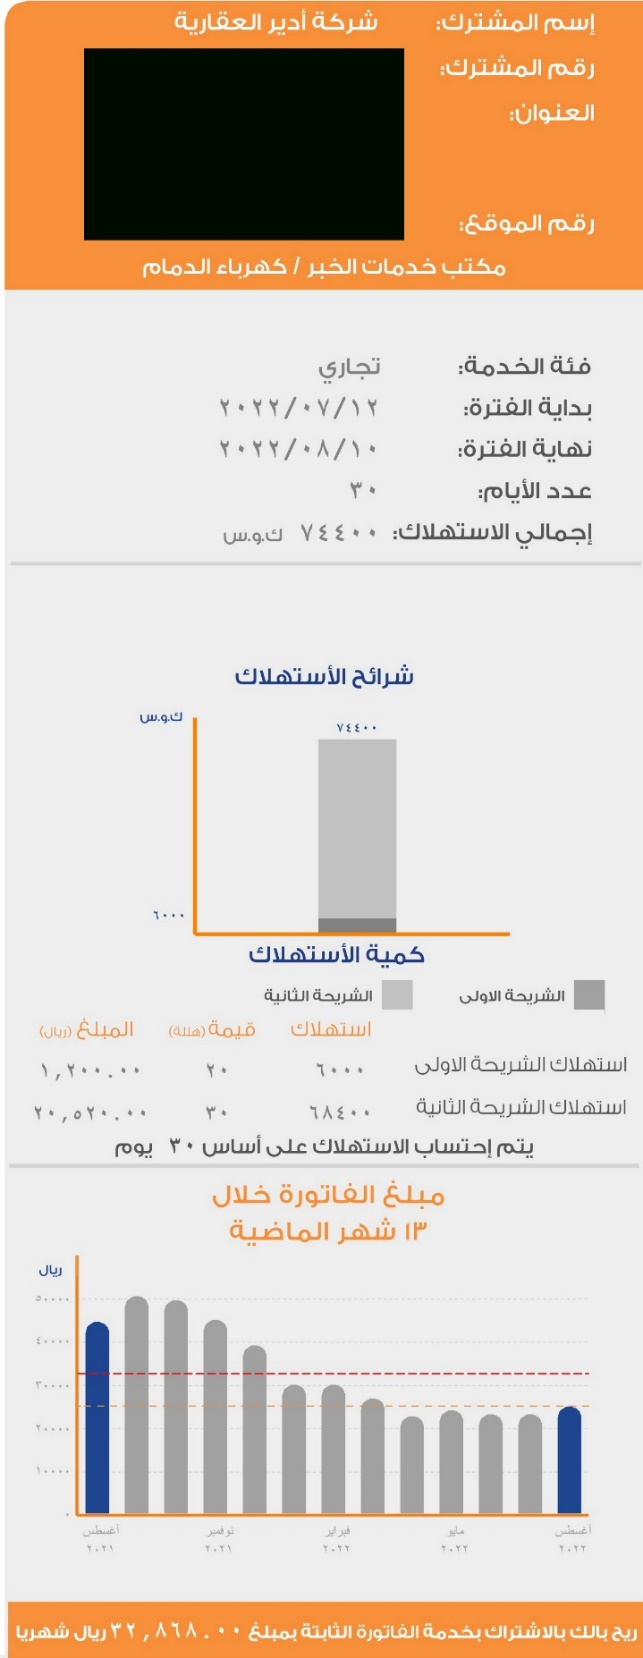 إسم المشترك: شركة أدير العقارية
رقم المشترك:
العنوان:
رقم الموقع:
مكتب خدمات الخبر / كهرباء الدمام
فئة الخدمة: تجاري
بداية الفترة: ٢٠٢٢/٠٧/١٢
نهاية الفترة: ٢٠٢٢/٠٨/١٠
عدد الأيام: ٣٠
إجمالي الاستهلاك: ٧٤٤٠٠ ك.و.س
شرائح الأستهلاك
ك.و.س
٧٤٤٠٠
٦٠٠٠
كمية الأستهلاك
الشريحة الاولى الشريحة الثانية
استهلاك قيمة (هللة) المبلغ (ريال)
استهلاك الشريحة الاولى ٦٠٠٠ ٢٠ ١,٢٠٠.٠٠
استهلاك الشريحة الثانية ٦٨٤٠٠ ٣٠ ٢٠,٥٢٠.٠٠
يتم إحتساب الاستهلاك على أساس ٣٠ يوم
مبلغ الفاتورة خلال
١٣ شهر الماضية
ريال
٥٠٠٠٠
٤٠٠٠٠
٣٠٠٠٠
٢٠٠٠٠
١٠٠٠٠
٠
أغسطس نوفمبر فبراير مايو أغسطس
٢٠٢١ ٢٠٢١ ٢٠٢٢ ٢٠٢٢ ٢٠٢٢
ريح بالك بالاشتراك بخدمة الفاتورة الثابتة بمبلغ ٣٢,٨٦٨.٠٠ ريال شهريا